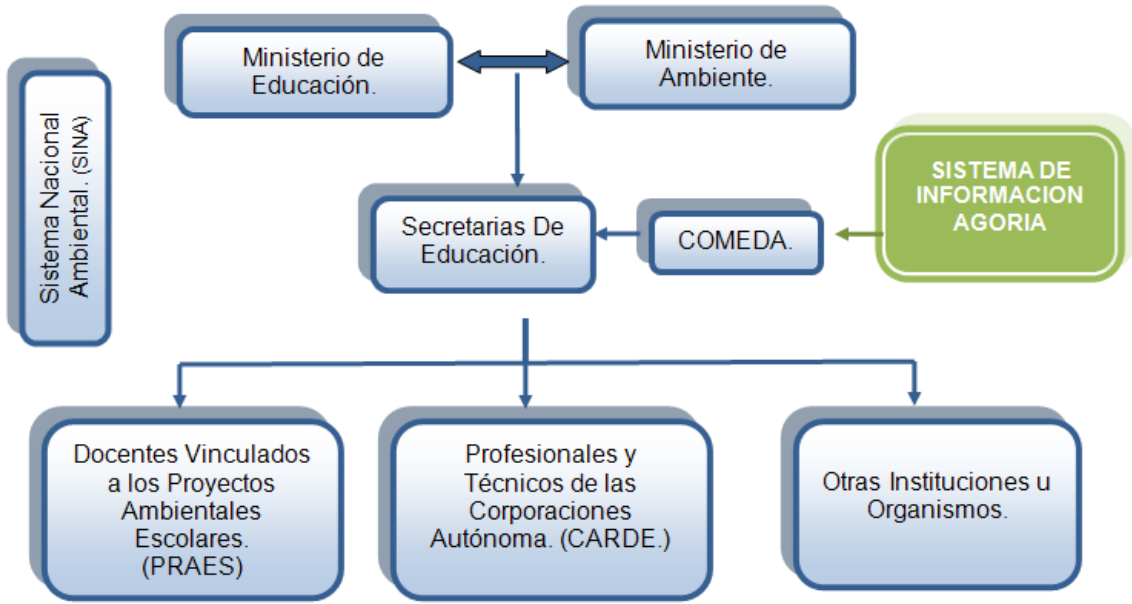 Ministerio de
Educación.
Ministerio de
Ambiente.
Sistema Nacional
Ambiental. (SINA)
SISTEMA DE
INFORMACION
AGORIA
Secretarias De
Educación.
COMEDA.
Docentes Vinculados
a los Proyectos
Ambientales
Escolares.
(PRAES)
Profesionales y
Técnicos de las
Corporaciones
Autónoma. (CARDE.)
Otras Instituciones u
Organismos.